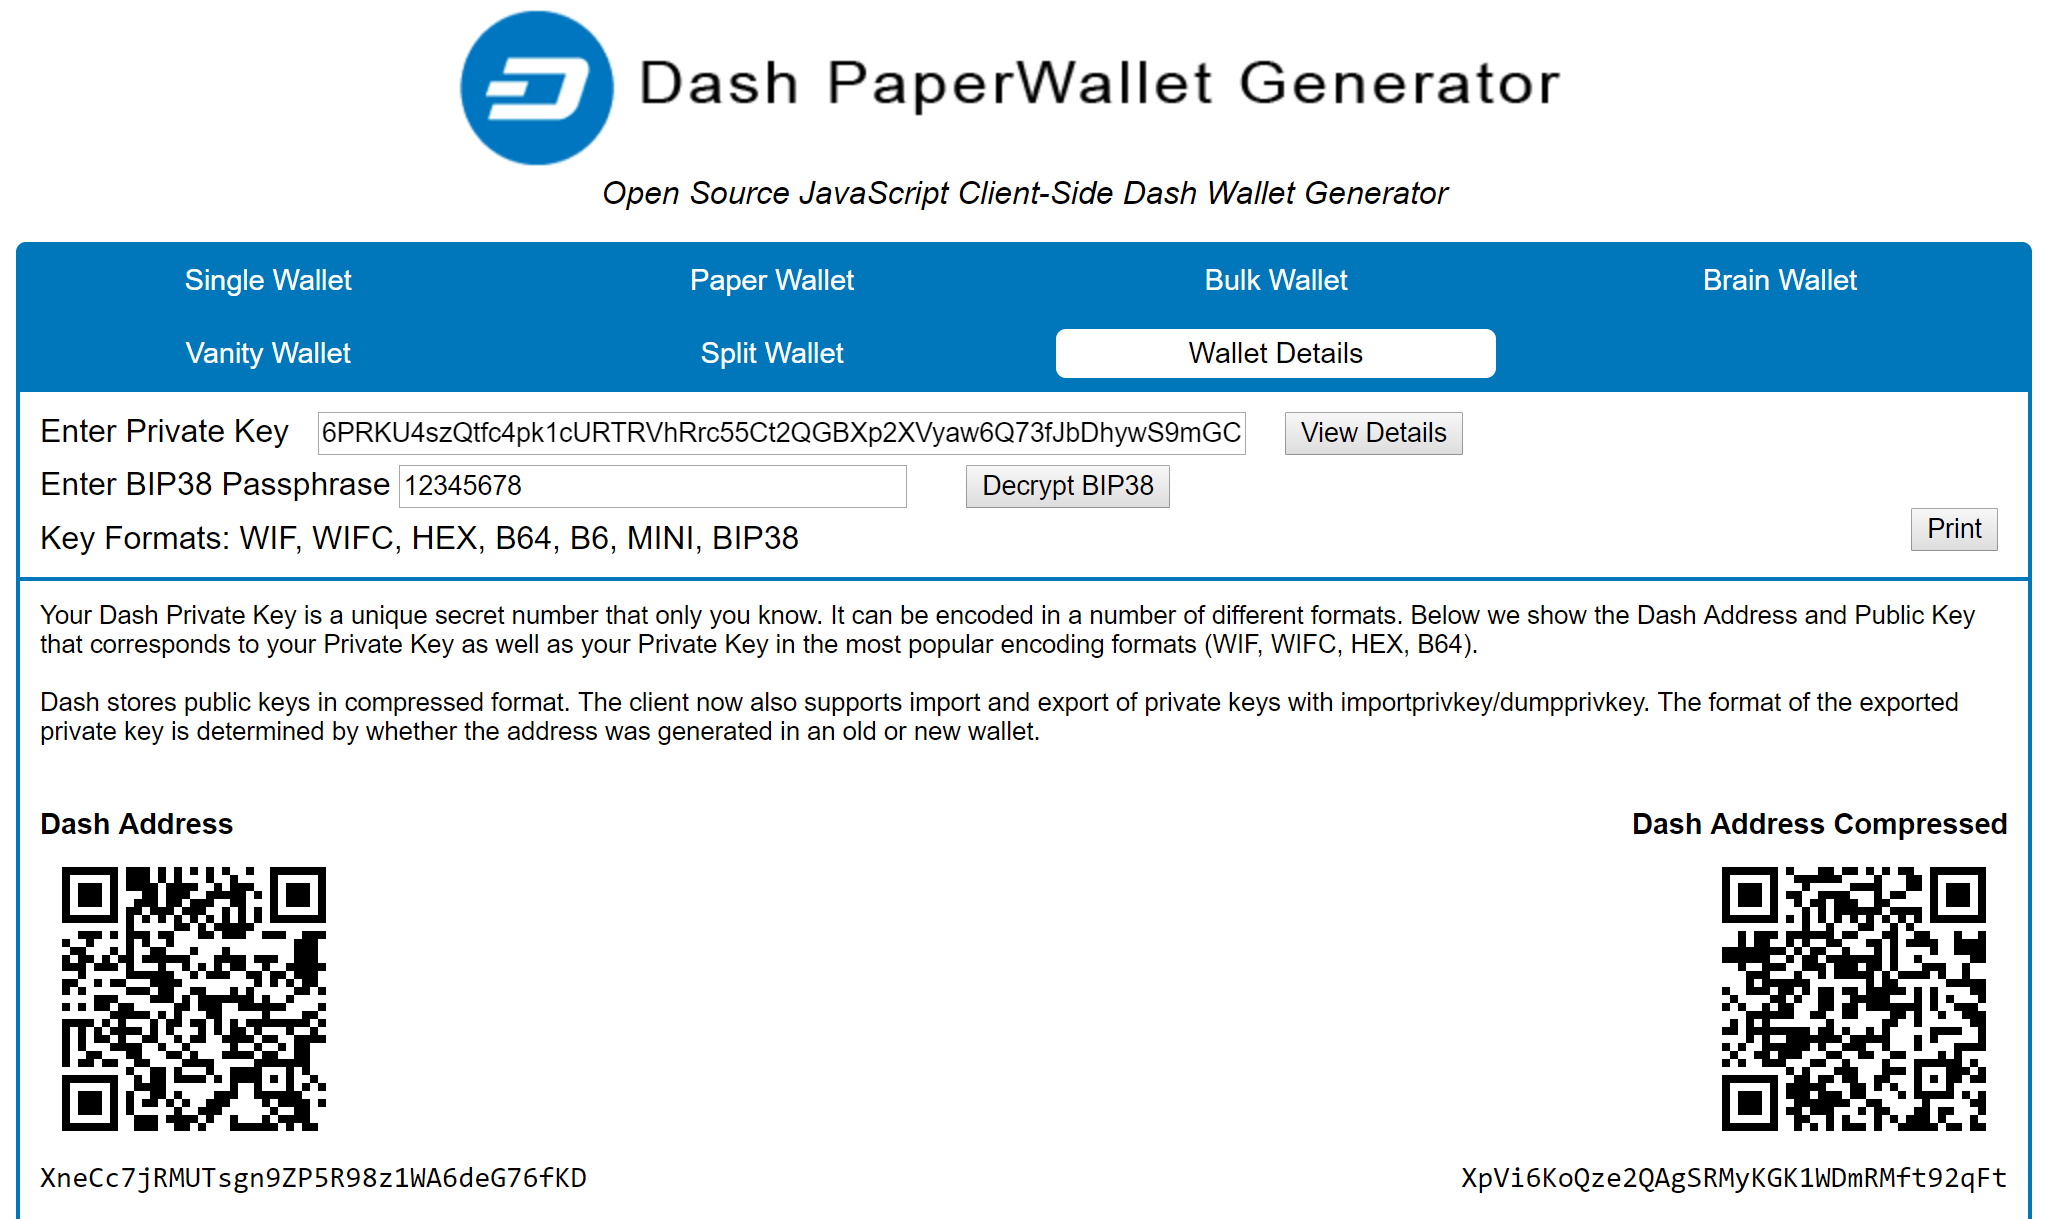 Dash PaperWallet Generator
Open Source JavaScript Client-Side Dash Wallet Generator
Single Wallet
Paper Wallet
Bulk Wallet
Brain Wallet
Vanity Wallet
Split Wallet
Wallet Details
Enter Private Key
6PRKU4szQtfc4pk1cURTRVhRrc55Ct2QGBXp2XVyaw6Q73fJbDhywS9mGC
View Details
Enter BIP38 Passphrase
12345678
Decrypt BIP38
Key Formats: WIF, WIFC, HEX, B64, B6, MINI, BIP38
Print
Your Dash Private Key is a unique secret number that only you know. It can be encoded in a number of different formats. Below we show the Dash Address and Public Key
that corresponds to your Private Key as well as your Private Key in the most popular encoding formats (WIF, WIFC, HEX, B64).
Dash stores public keys in compressed format. The client now also supports import and export of private keys with importprivkey/dumpprivkey. The format of the exported
private key is determined by whether the address was generated in an old or new wallet.
Dash Address
Dash Address Compressed
XneCc7jRMUTsgn9ZP5R98z1WA6deG76fKD
XpVi6KoQze2QAgSRMyKGK1WDmRMft92qFt